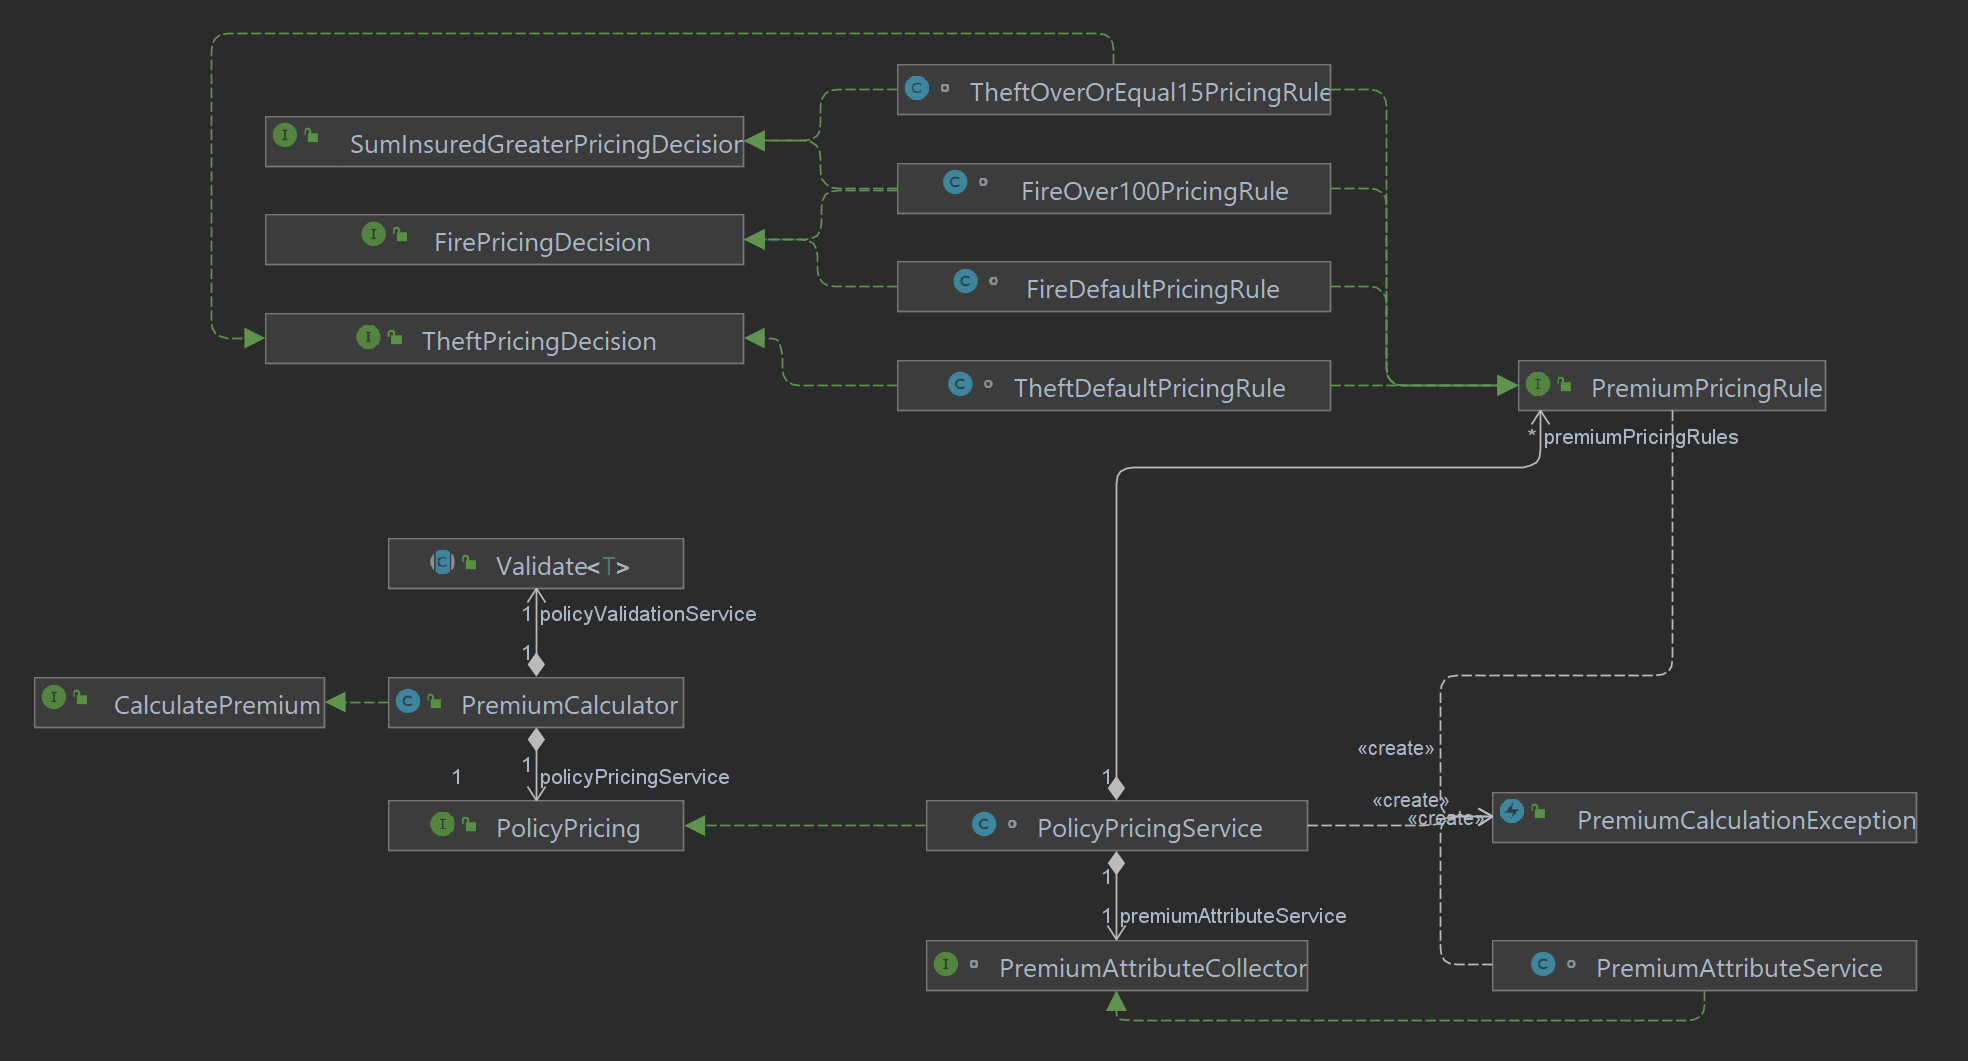 C TheftOverOrEqual15PricingRule
I SumInsuredGreaterPricingDecision
C FireOver100PricingRule
I FirePricingDecision
C FireDefaultPricingRule
I TheftPricingDecision
C TheftDefaultPricingRule
I PremiumPricingRule
* premiumPricingRules
C Validate<T>
1 policyValidationService
1
I CalculatePremium
C PremiumCalculator
1
1 policyPricingService
1
«create»
«create»
«create»
I PolicyPricing
C PolicyPricingService
PremiumCalculationException
1
1 premiumAttributeService
I PremiumAttributeCollector
C PremiumAttributeService